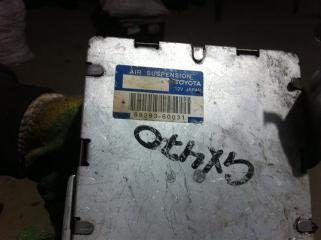 AIR SUSPENSION
TOYOTA
12V JAPAN
89293-60031
GX470